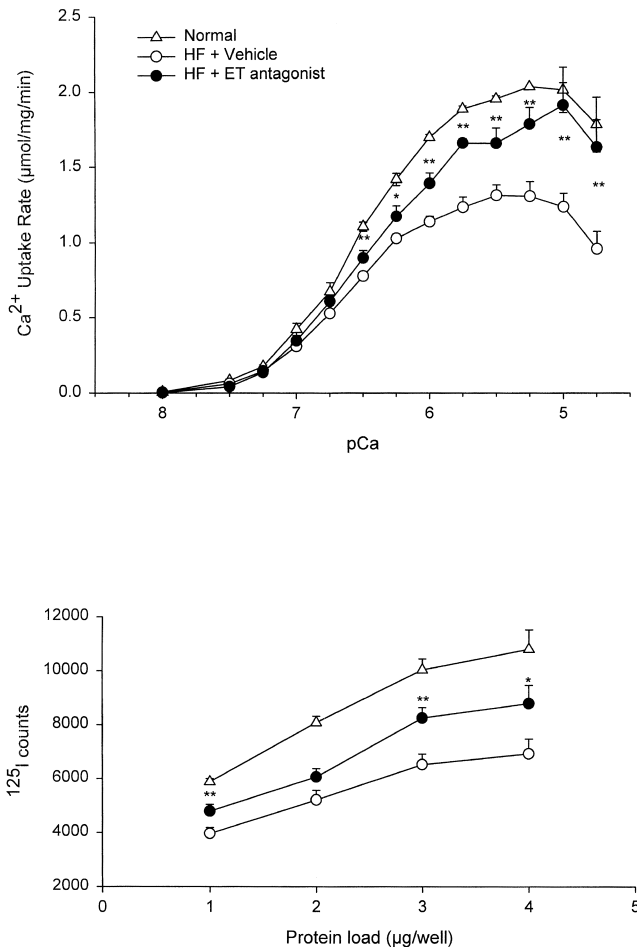 2.5
Normal
HF + Vehicle
HF + ET antagonist
2.0
1.5
1.0
0.5
0.0
Ca2+ Uptake Rate (μmol/mg/min)
** * ** ** ** ** ** **
8 7 6 5
pCa
12000
10000
8000
6000
4000
2000
125I counts
** ** *
0 1 2 3 4 5
Protein load (μg/well)